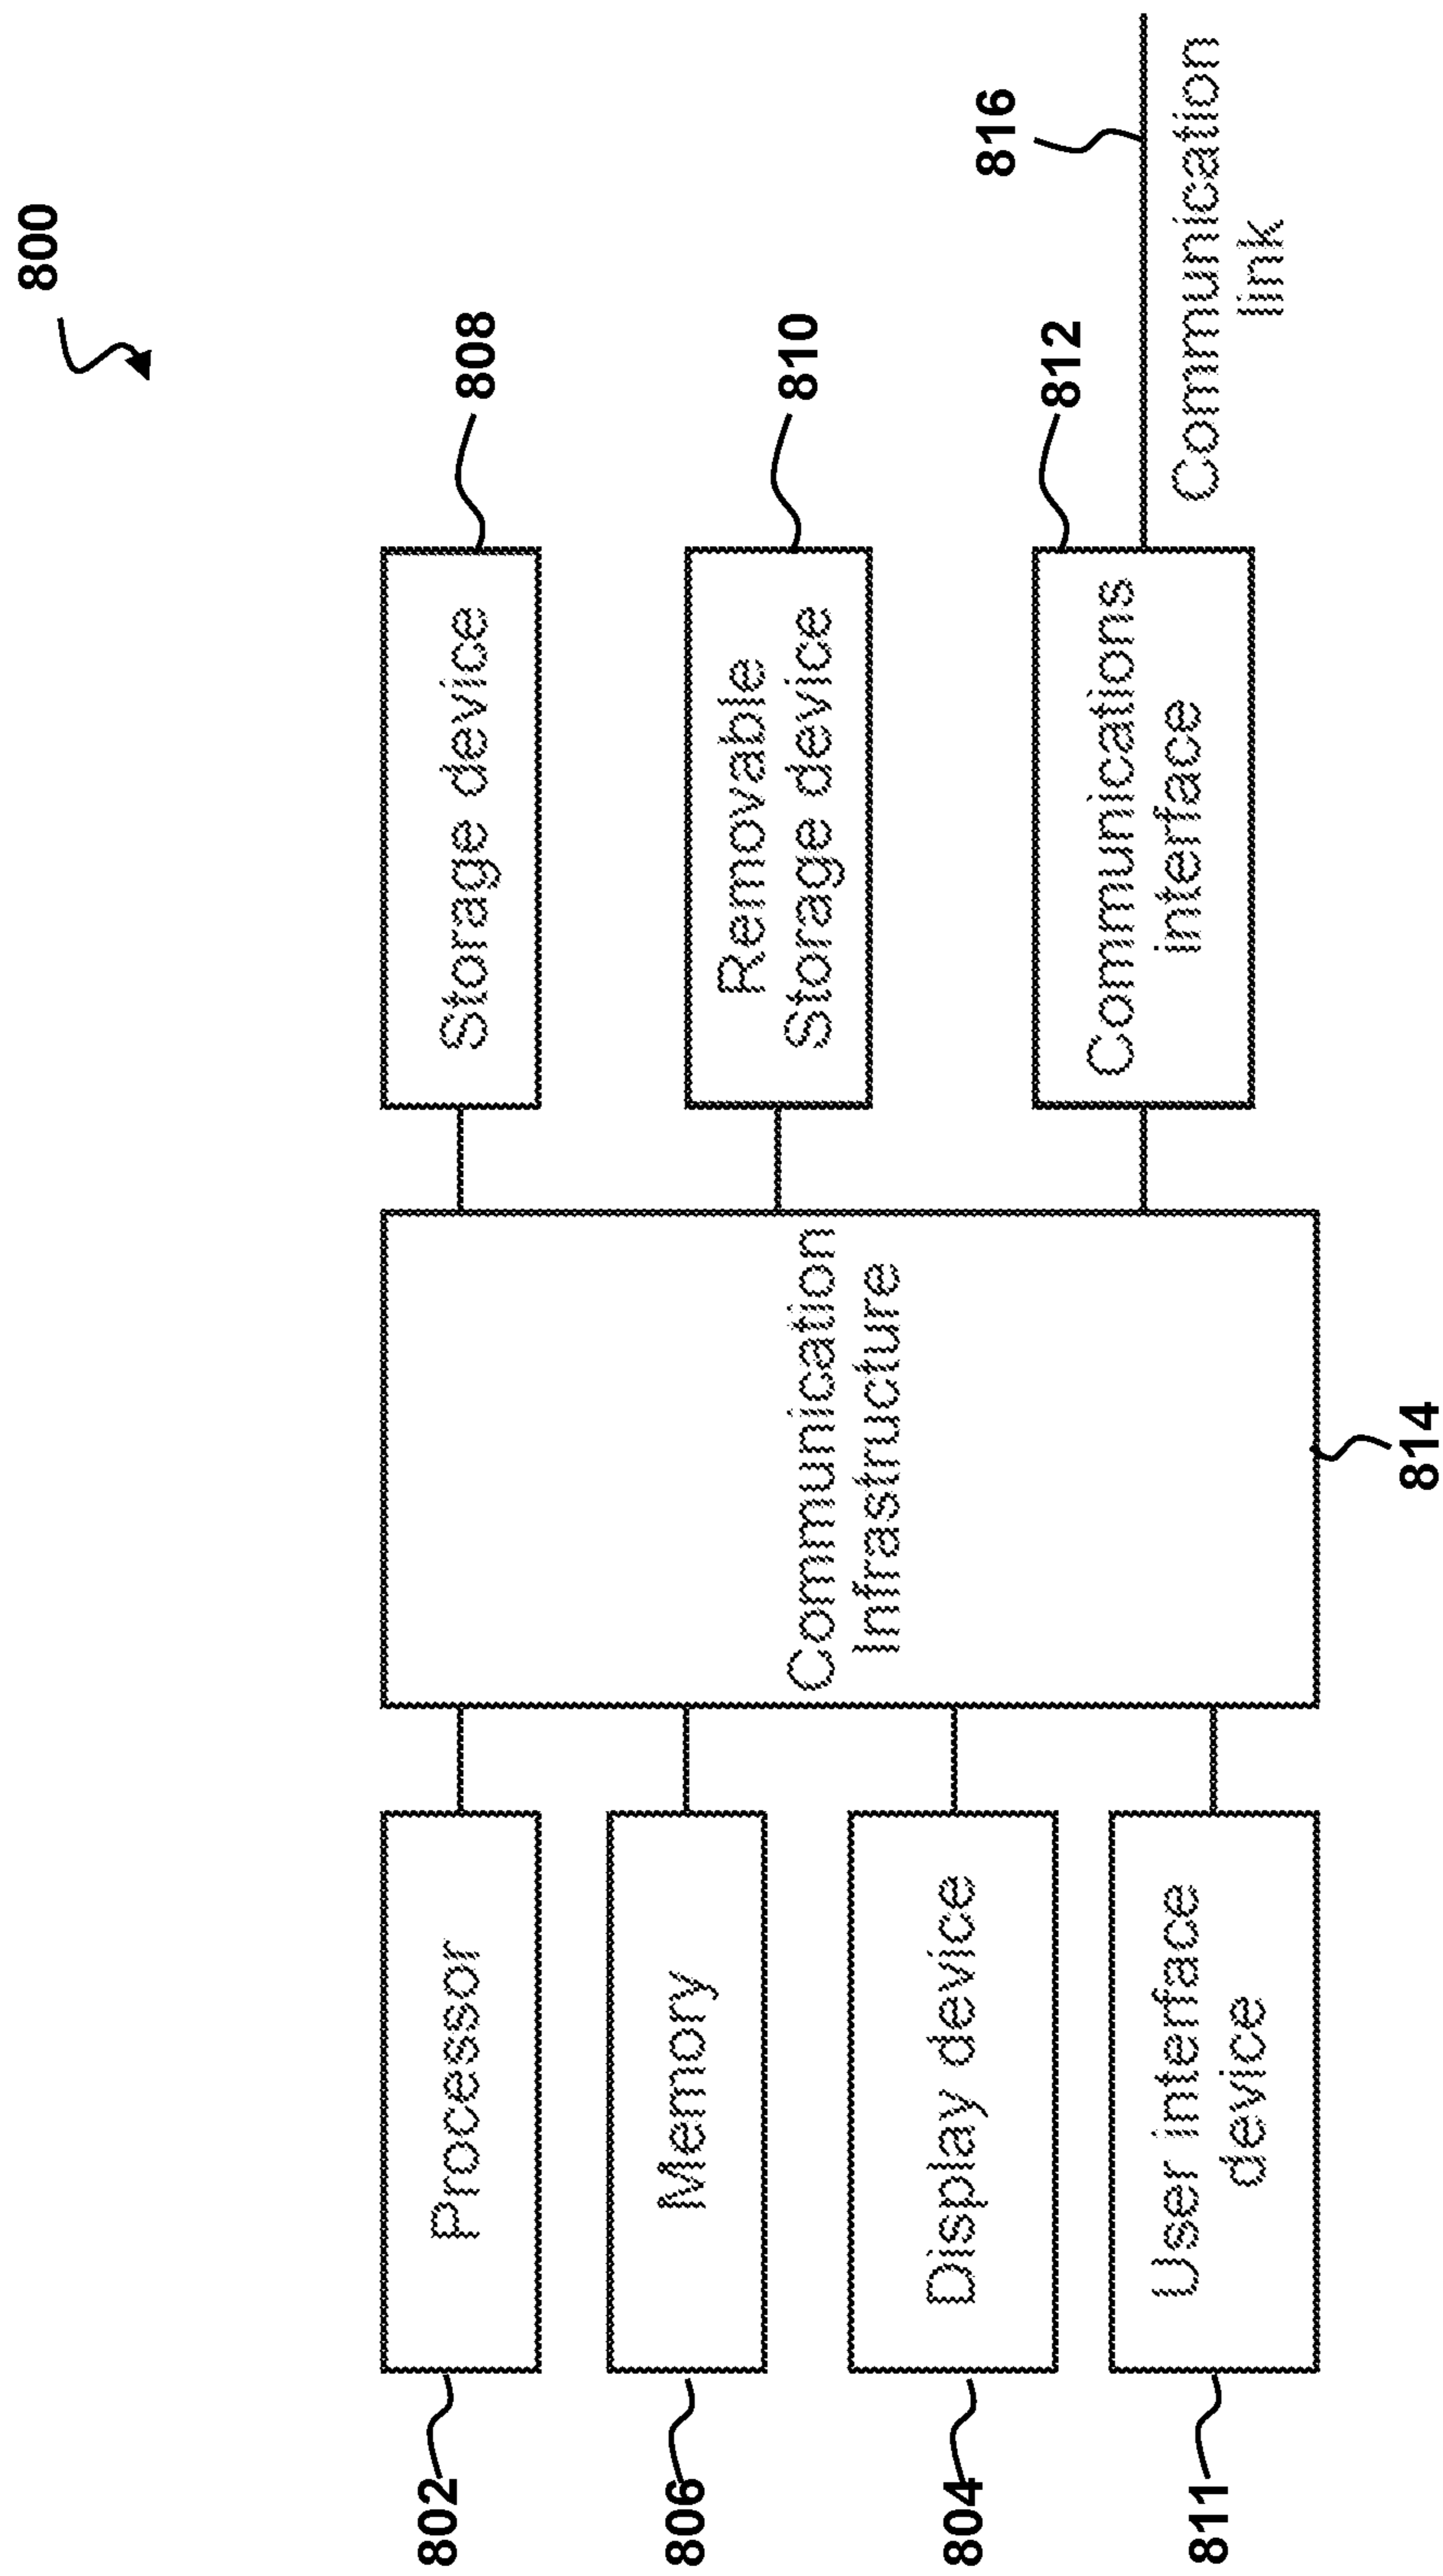 800
802
Processor
806
Memory
804
Display device
811
User interface
device
Communication
Infrastructure
814
Storage device
808
Removable
Storage device
810
Communications
interface
812
816
Communication
link